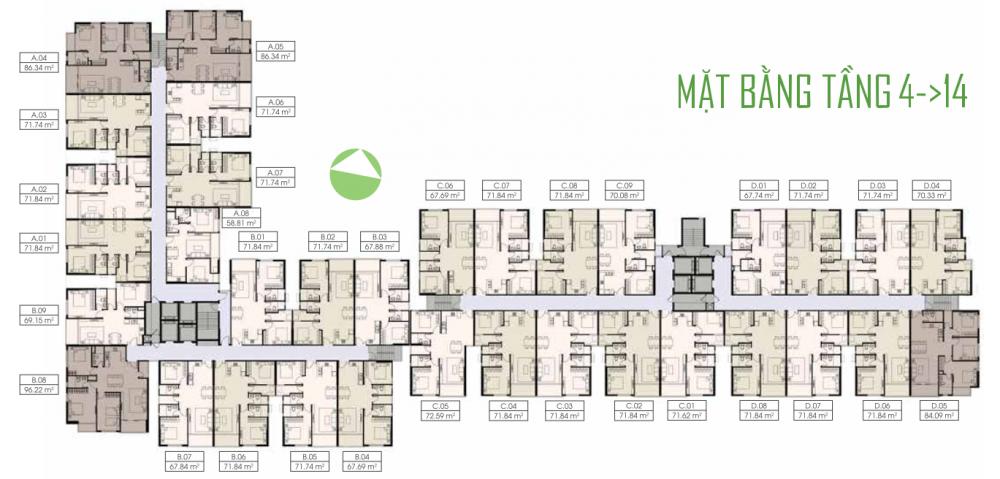 MẶT BẰNG TẦNG 4->14
A.04
86.34 m²
A.05
86.34 m²
A.03
71.74 m²
A.06
71.74 m²
A.07
71.74 m²
A.02
71.84 m²
A.01
71.84 m²
A.08
58.81 m²
B.01
71.84 m²
B.02
71.74 m²
B.03
67.88 m²
B.09
69.15 m²
B.08
96.22 m²
B.07
67.84 m²
B.06
71.84 m²
B.05
71.74 m²
B.04
67.69 m²
C.06
67.69 m²
C.07
71.84 m²
C.08
71.84 m²
C.09
70.08 m²
D.01
67.74 m²
D.02
71.74 m²
D.03
71.74 m²
D.04
70.33 m²
C.05
72.59 m²
C.04
71.84 m²
C.03
71.84 m²
C.02
71.84 m²
C.01
71.62 m²
D.08
71.84 m²
D.07
71.84 m²
D.06
71.84 m²
D.05
84.09 m²